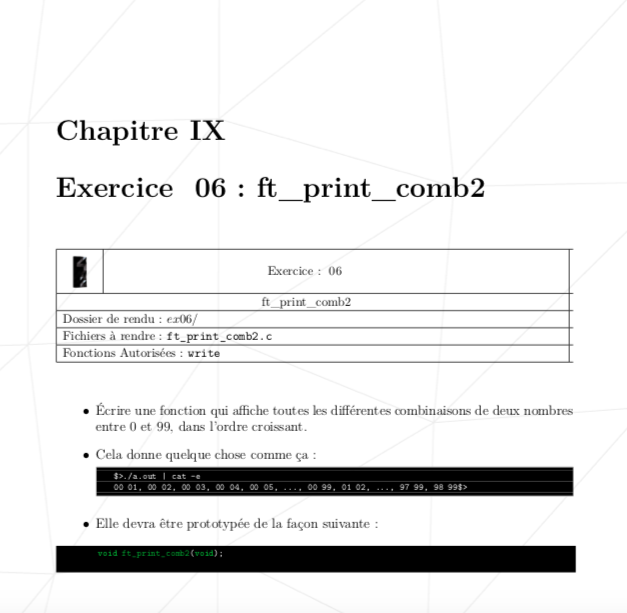 Chapitre IX
Exercice 06 : ft_print_comb2
Exercice : 06
ft_print_comb2
Dossier de rendu : ex06/
Fichiers à rendre : ft_print_comb2.c
Fonctions Autorisées : write
• Écrire une fonction qui affiche toutes les différentes combinaisons de deux nombres
entre 0 et 99, dans l'ordre croissant.
• Cela donne quelque chose comme ça :
$>./a.out | cat -e
00 01, 00 02, 00 03, 00 04, 00 05, ..., 00 99, 01 02, ..., 97 99, 98 99$>
• Elle devra être prototypée de la façon suivante :
void ft_print_comb2(void);